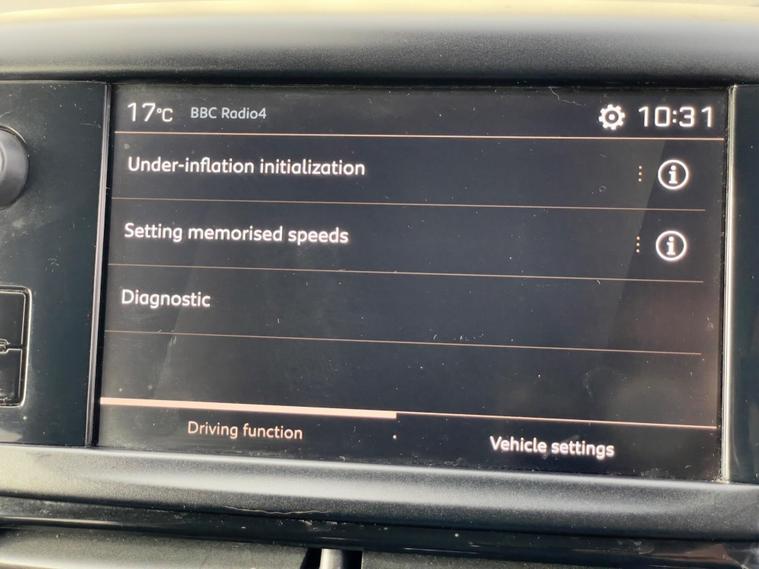 17°C BBC Radio4 10:31
Under-inflation initialization
Setting memorised speeds
Diagnostic
Driving function Vehicle settings